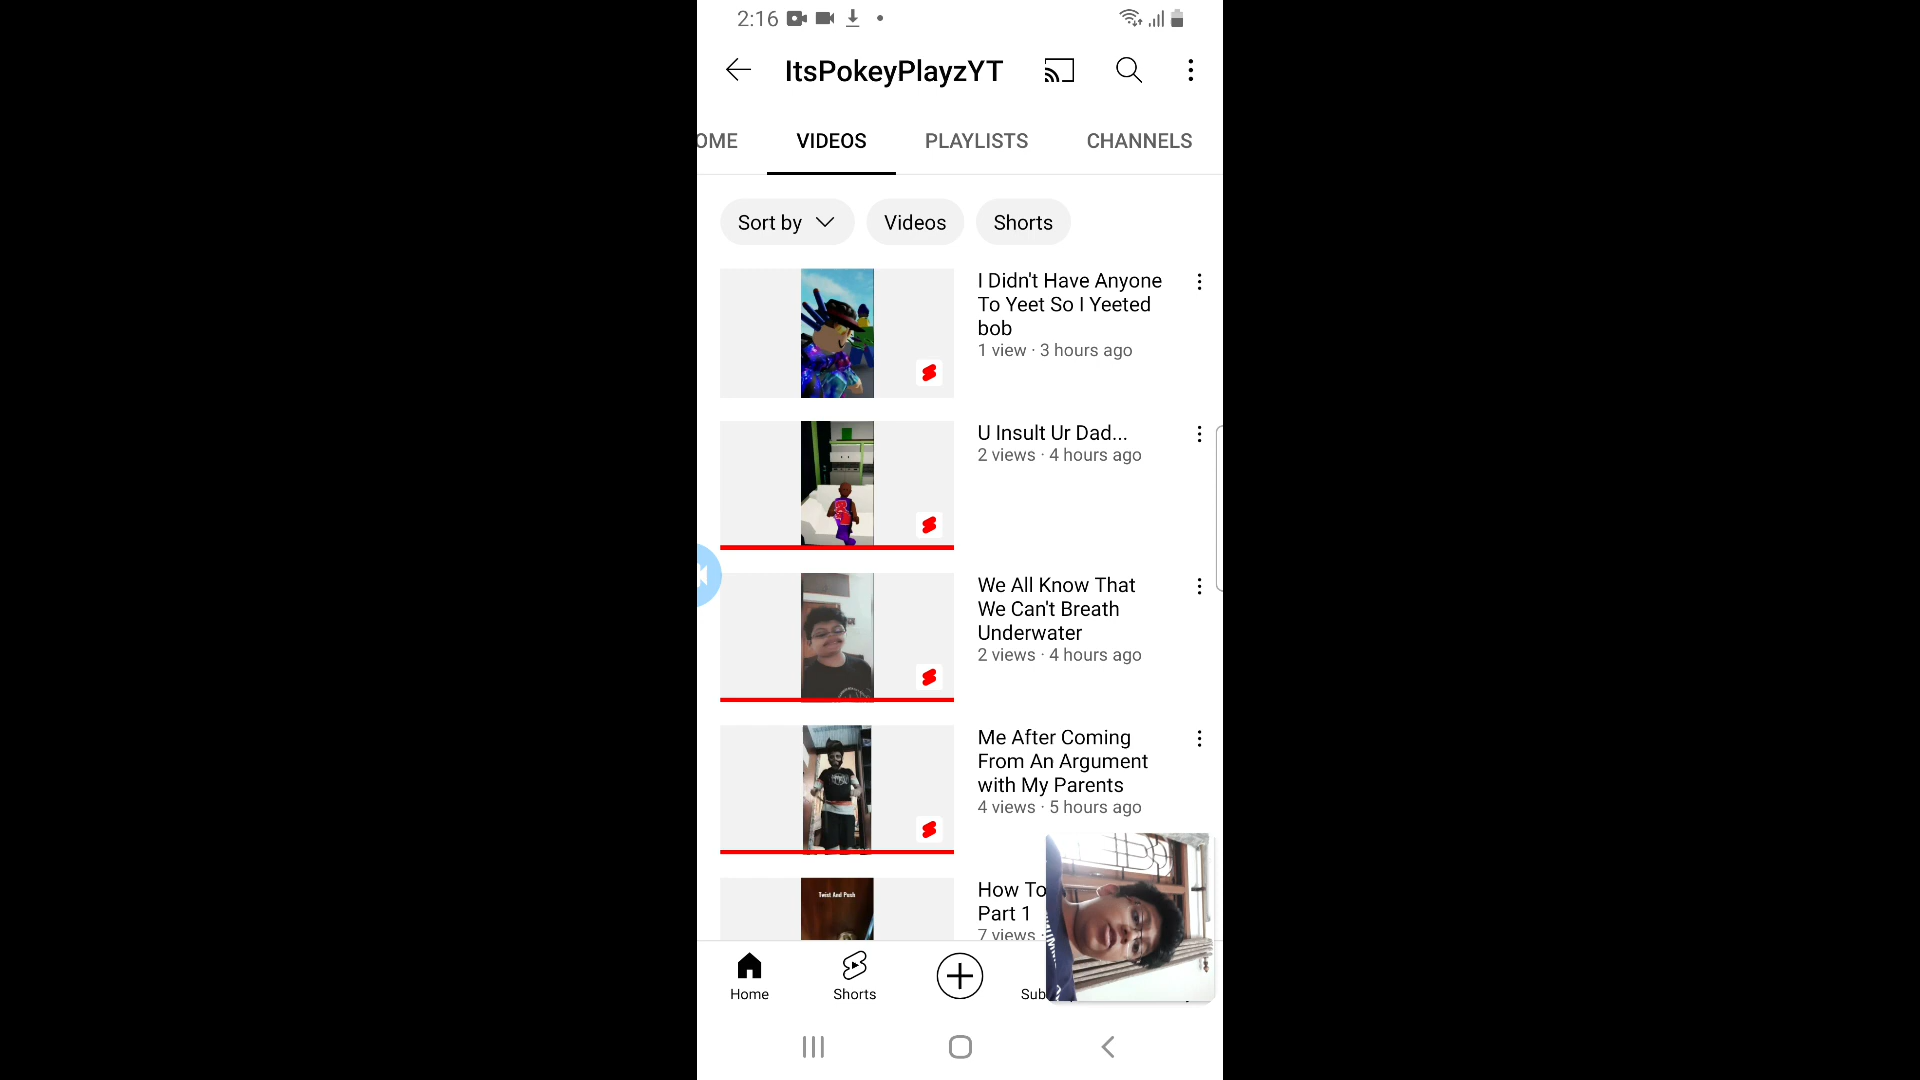 2:16
ItsPokeyPlayzYT
OME
VIDEOS
PLAYLISTS
CHANNELS
Sort by
Videos
Shorts
I Didn't Have Anyone
To Yeet So I Yeeted
bob
1 view · 3 hours ago
U Insult Ur Dad...
2 views · 4 hours ago
We All Know That
We Can't Breath
Underwater
2 views · 4 hours ago
Me After Coming
From An Argument
with My Parents
4 views · 5 hours ago
Twist And Push
How To
Part 1
7 views ·
Home
Shorts
Sub